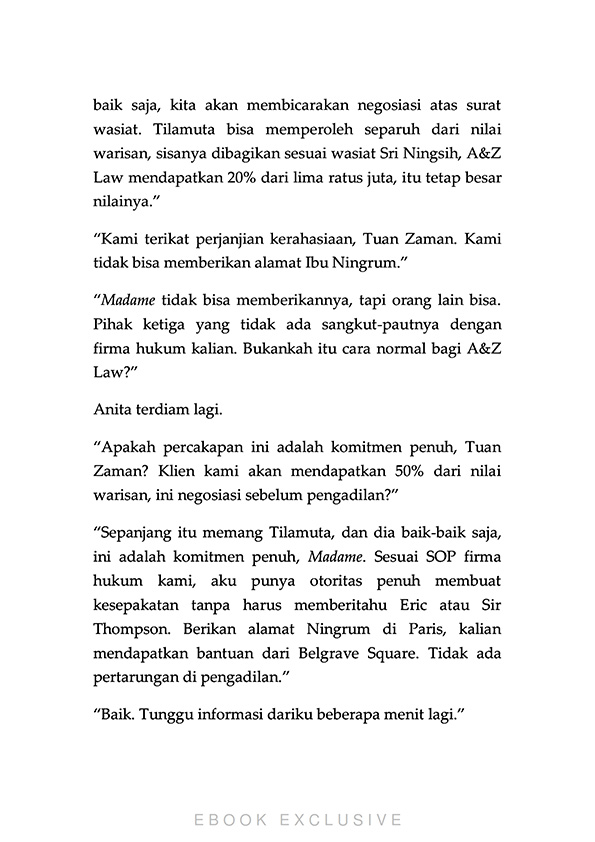 baik saja, kita akan membicarakan negosiasi atas surat
wasiat. Tilamuta bisa memperoleh separuh dari nilai
warisan, sisanya dibagikan sesuai wasiat Sri Ningsih, A&Z
Law mendapatkan 20% dari lima ratus juta, itu tetap besar
nilainya.”
“Kami terikat perjanjian kerahasiaan, Tuan Zaman. Kami
tidak bisa memberikan alamat Ibu Ningrum.”
“Madame tidak bisa memberikannya, tapi orang lain bisa.
Pihak ketiga yang tidak ada sangkut-pautnya dengan
firma hukum kalian. Bukankah itu cara normal bagi A&Z
Law?”
Anita terdiam lagi.
“Apakah percakapan ini adalah komitmen penuh, Tuan
Zaman? Klien kami akan mendapatkan 50% dari nilai
warisan, ini negosiasi sebelum pengadilan?”
“Sepanjang itu memang Tilamuta, dan dia baik-baik saja,
ini adalah komitmen penuh, Madame. Sesuai SOP firma
hukum kami, aku punya otoritas penuh membuat
kesepakatan tanpa harus memberitahu Eric atau Sir
Thompson. Berikan alamat Ningrum di Paris, kalian
mendapatkan bantuan dari Belgrave Square. Tidak ada
pertarungan di pengadilan.”
“Baik. Tunggu informasi dariku beberapa menit lagi.”
EBOOK EXCLUSIVE